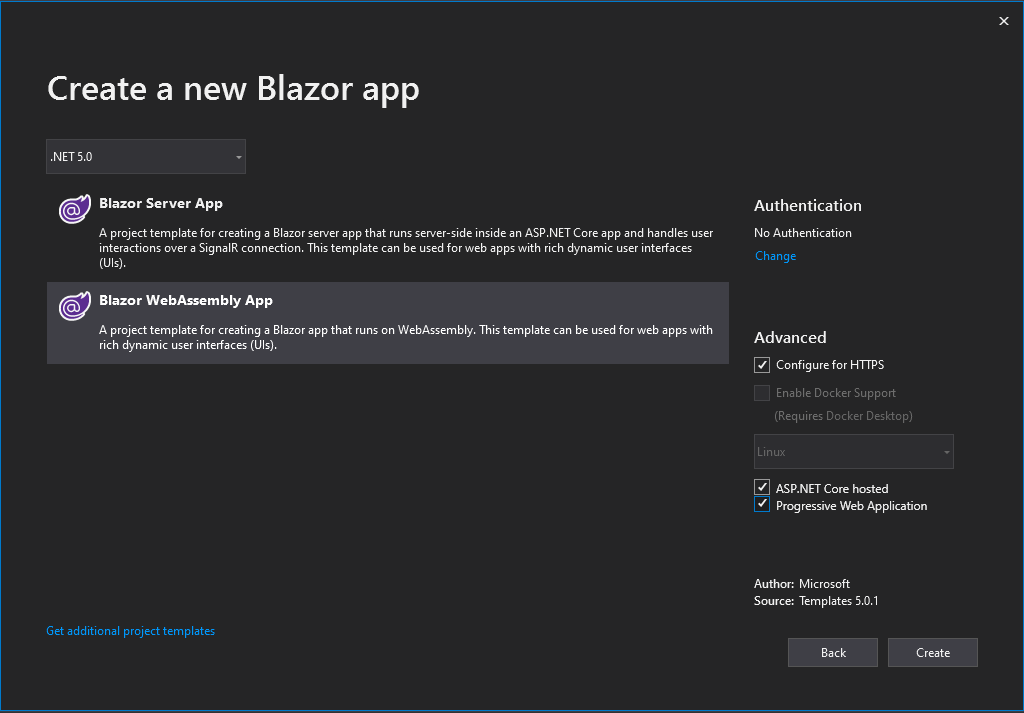 Create a new Blazor app
.NET 5.0
Blazor Server App
A project template for creating a Blazor server app that runs server-side inside an ASP.NET Core app and handles user
interactions over a SignalR connection. This template can be used for web apps with rich dynamic user interfaces
(UIs).
Blazor WebAssembly App
A project template for creating a Blazor app that runs on WebAssembly. This template can be used for web apps with
rich dynamic user interfaces (UIs).
Get additional project templates
Authentication
No Authentication
Change
Advanced
Configure for HTTPS
Enable Docker Support
(Requires Docker Desktop)
Linux
ASP.NET Core hosted
Progressive Web Application
Author: Microsoft
Source: Templates 5.0.1
Back
Create